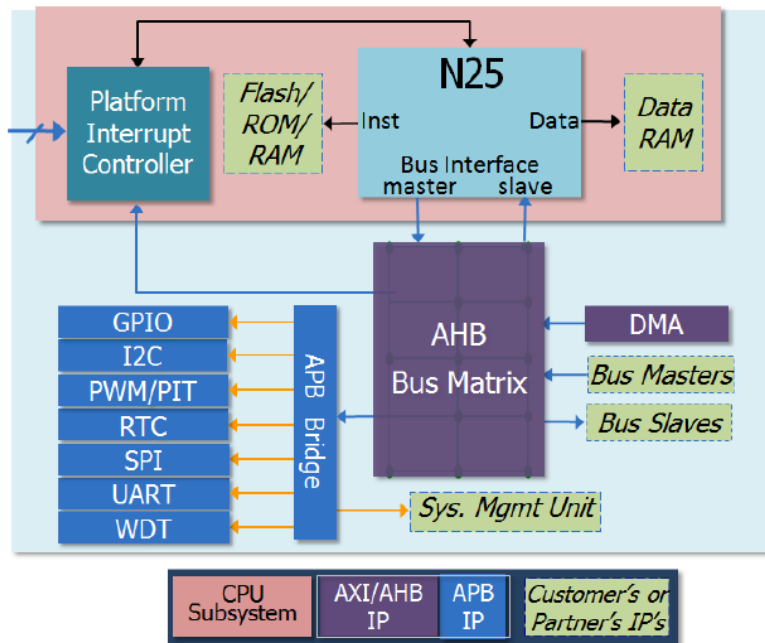 N25
Platform
Interrupt
Controller
Flash/
ROM/
RAM
Inst
Data
Data
RAM
Bus Interface
master
slave
AHB
Bus Matrix
DMA
Bus Masters
Bus Slaves
GPIO
I2C
PWM/PIT
RTC
SPI
UART
WDT
APB Bridge
Sys. Mgmt Unit
CPU
Subsystem
AXI/AHB
IP
APB
IP
Customer's or
Partner's IP's